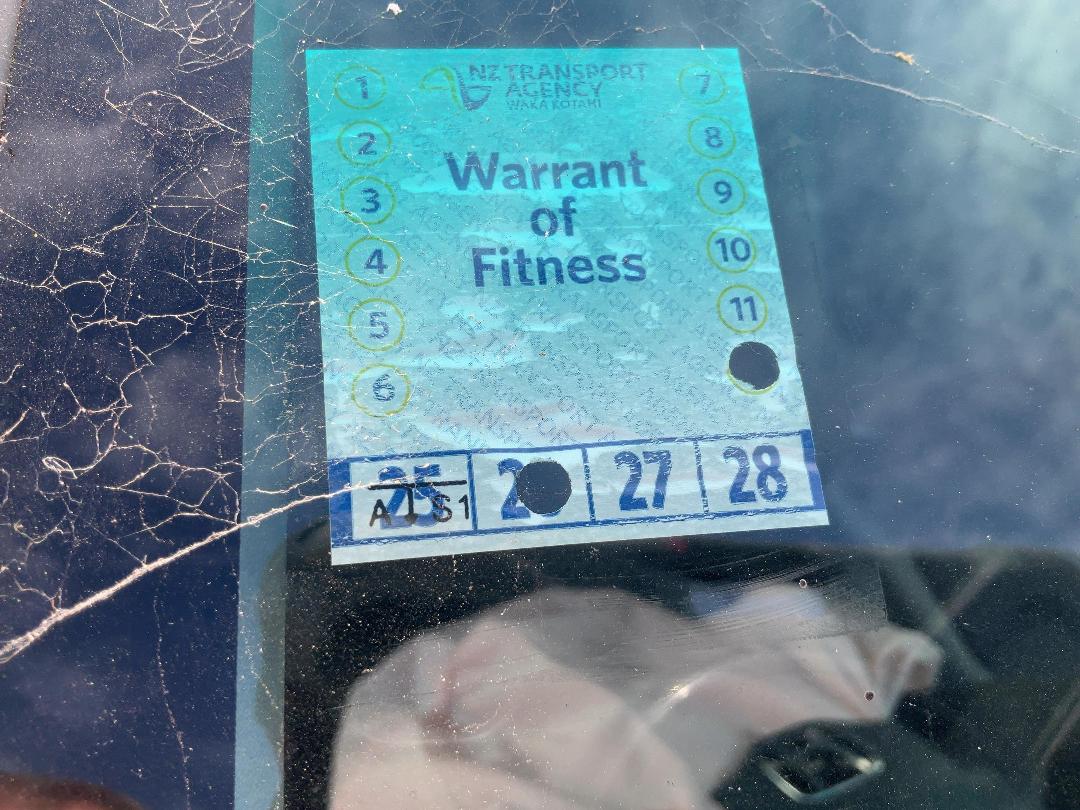 NZ TRANSPORT
AGENCY
WAKA KOTAHI
Warrant
of
Fitness
1
2
3
4
5
6
7
8
9
10
11
25 2 27 28
A S1